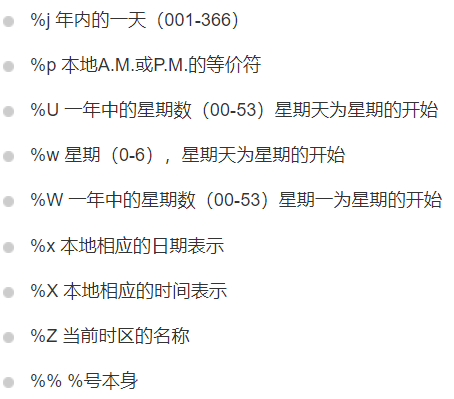 %j 年内的一天（001-366）
%p 本地A.M.或P.M.的等价符
%U 一年中的星期数（00-53）星期天为星期的开始
%w 星期（0-6），星期天为星期的开始
%W 一年中的星期数（00-53）星期一为星期的开始
%x 本地相应的日期表示
%X 本地相应的时间表示
%Z 当前时区的名称
%% %号本身